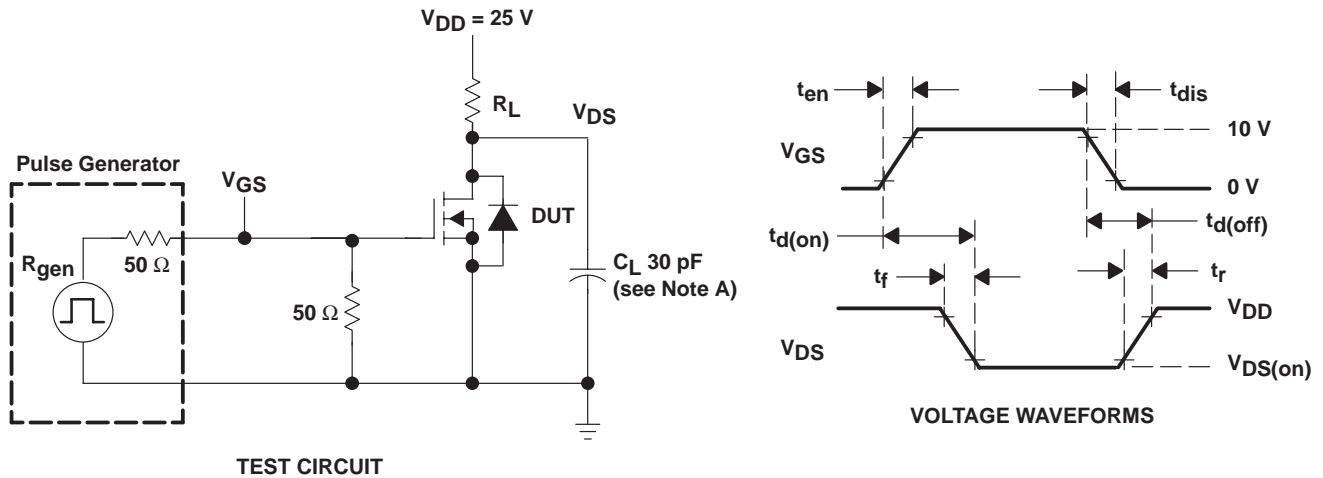 VDD = 25 V
RL
VDS
Pulse Generator
VGS
DUT
Rgen
50 Ω
50 Ω
CL 30 pF
(see Note A)
TEST CIRCUIT
ten
tdis
10 V
VGS
0 V
td(on)
td(off)
tf
tr
VDD
VDS
VDS(on)
VOLTAGE WAVEFORMS